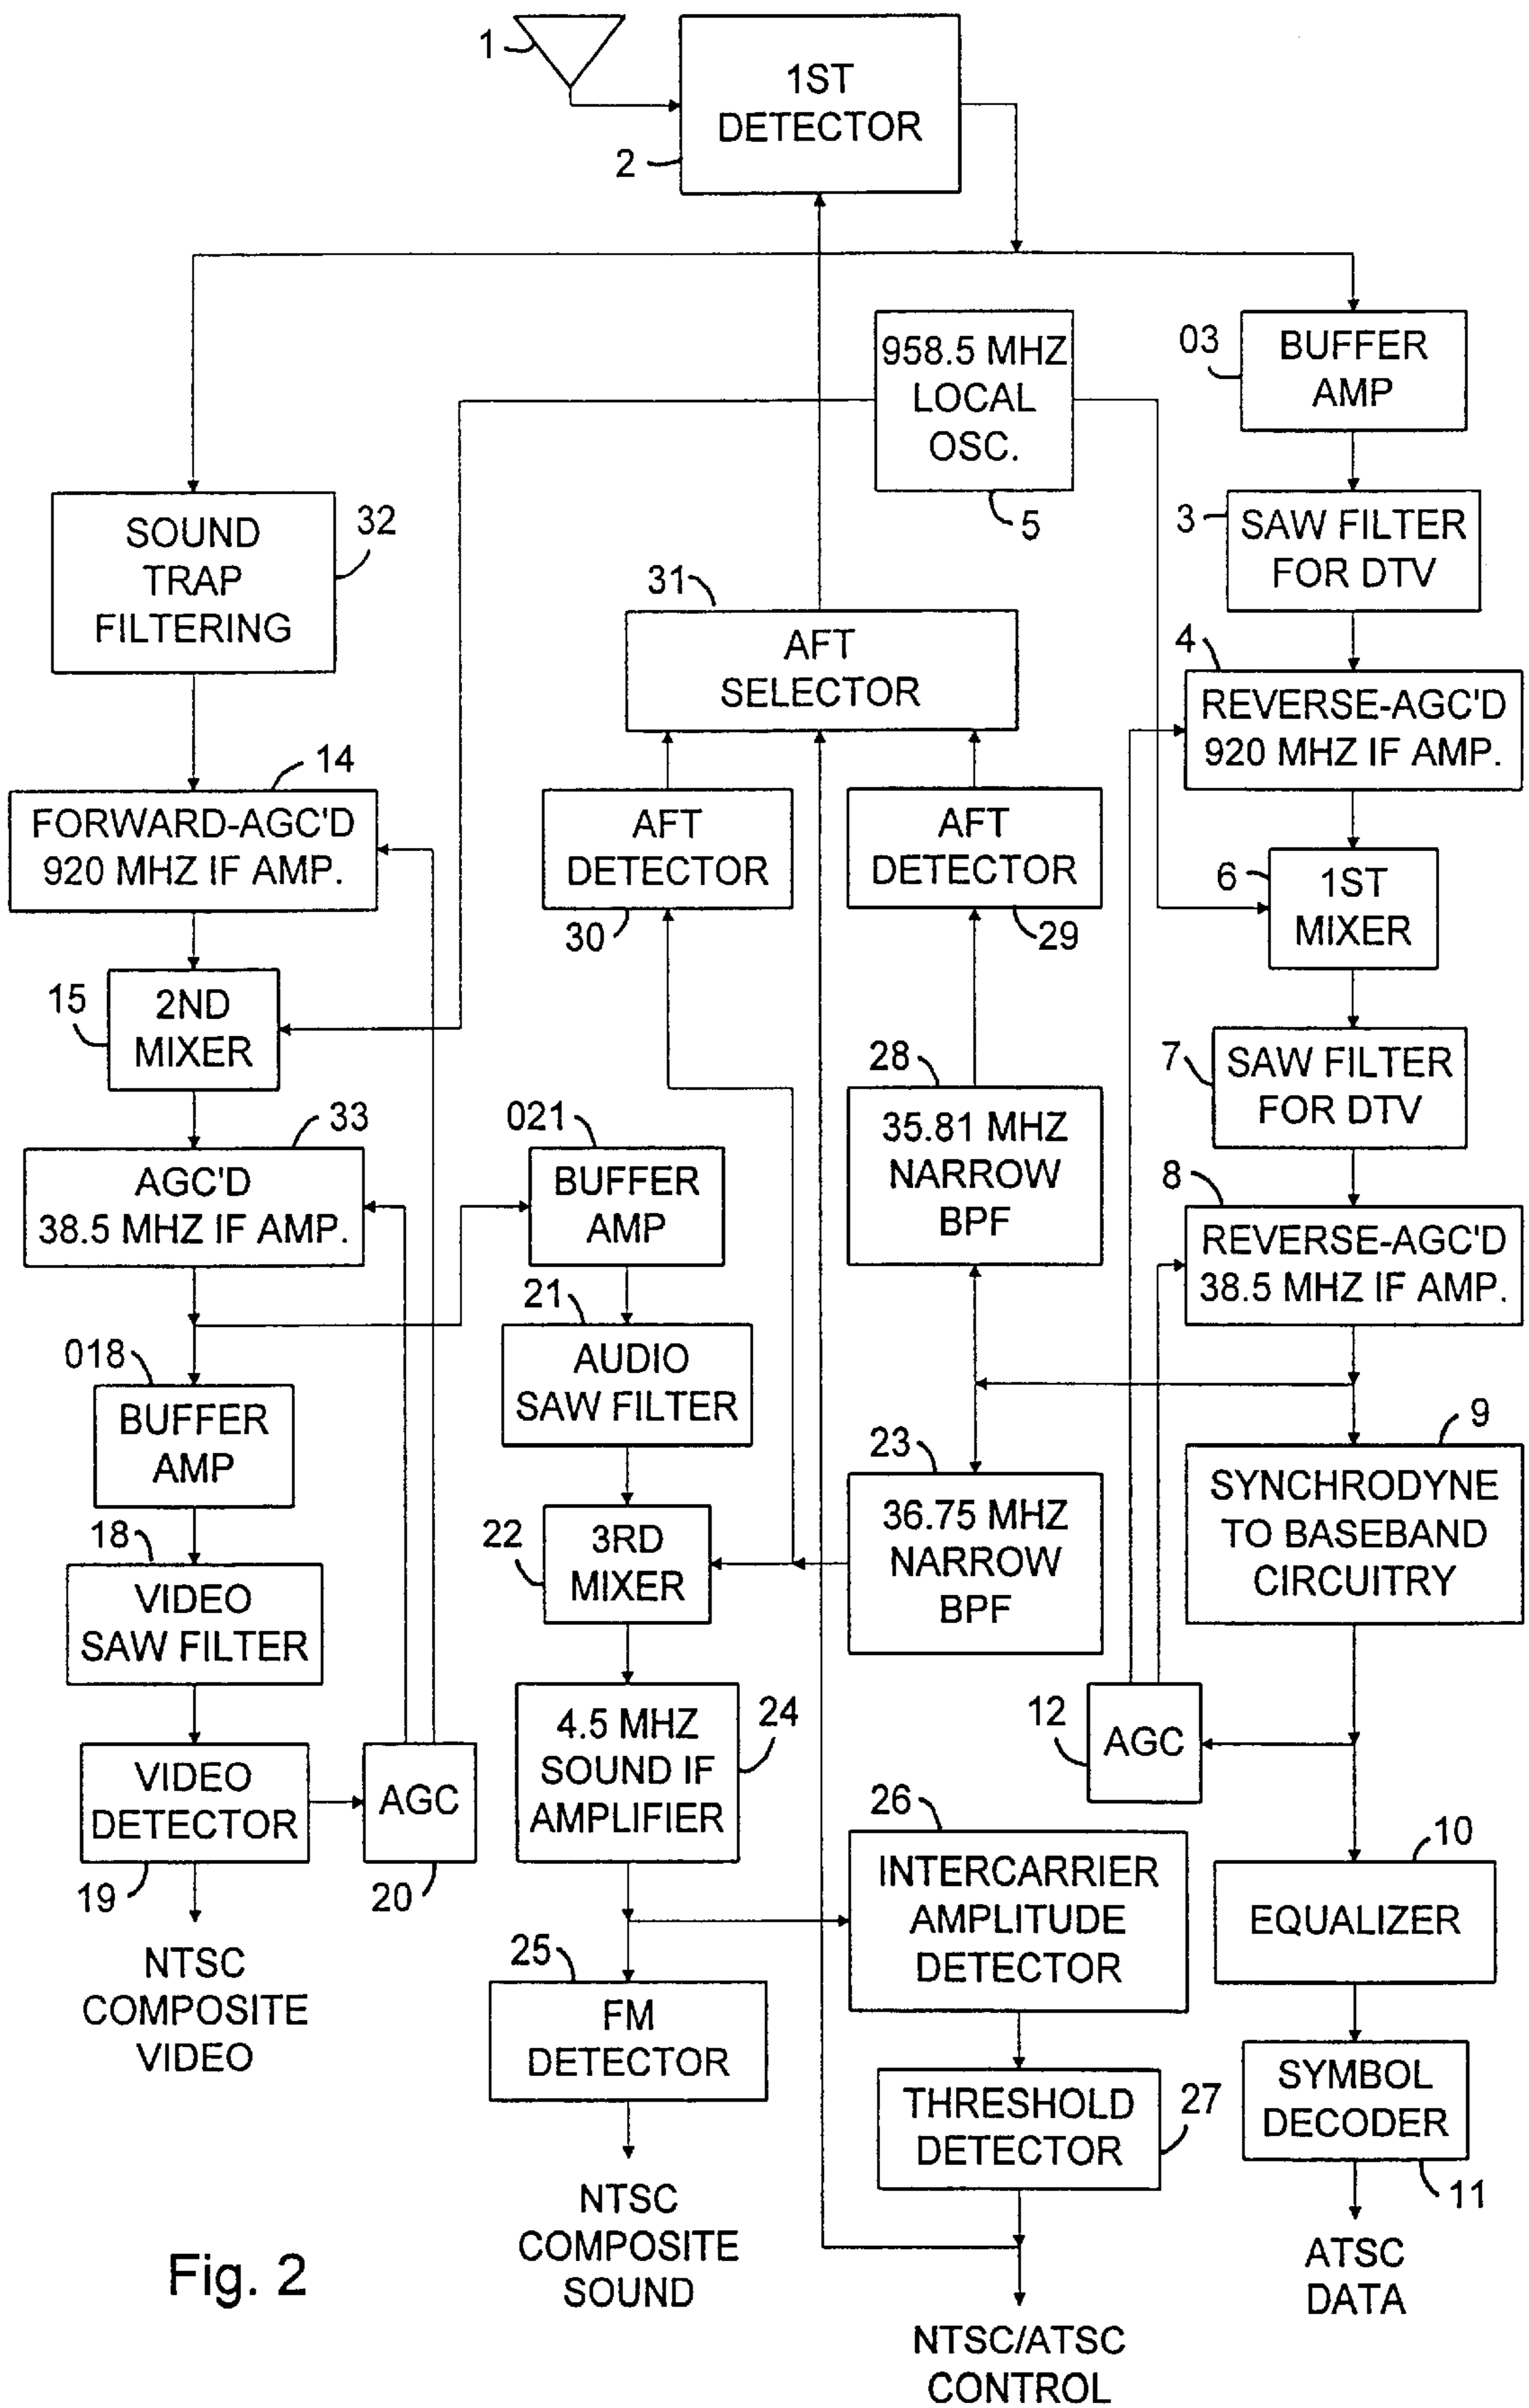 1
1ST
DETECTOR
2
958.5 MHZ
LOCAL
OSC.
5
03
BUFFER
AMP
3
SAW FILTER
FOR DTV
SOUND
TRAP
FILTERING
32
31
AFT
SELECTOR
4
REVERSE-AGC'D
920 MHZ IF AMP.
14
FORWARD-AGC'D
920 MHZ IF AMP.
AFT
DETECTOR
30
AFT
DETECTOR
29
6
1ST
MIXER
15
2ND
MIXER
28
35.81 MHZ
NARROW
BPF
7
SAW FILTER
FOR DTV
33
AGC'D
38.5 MHZ IF AMP.
021
BUFFER
AMP
8
REVERSE-AGC'D
38.5 MHZ IF AMP.
21
AUDIO
SAW FILTER
018
BUFFER
AMP
23
36.75 MHZ
NARROW
BPF
9
SYNCHRODYNE
TO BASEBAND
CIRCUITRY
22
3RD
MIXER
18
VIDEO
SAW FILTER
4.5 MHZ
SOUND IF
AMPLIFIER
24
12
AGC
VIDEO
DETECTOR
19
AGC
20
26
INTERCARRIER
AMPLITUDE
DETECTOR
10
EQUALIZER
NTSC
COMPOSITE
VIDEO
25
FM
DETECTOR
THRESHOLD
DETECTOR
27
SYMBOL
DECODER
11
NTSC
COMPOSITE
SOUND
ATSC
DATA
NTSC/ATSC
CONTROL
Fig. 2